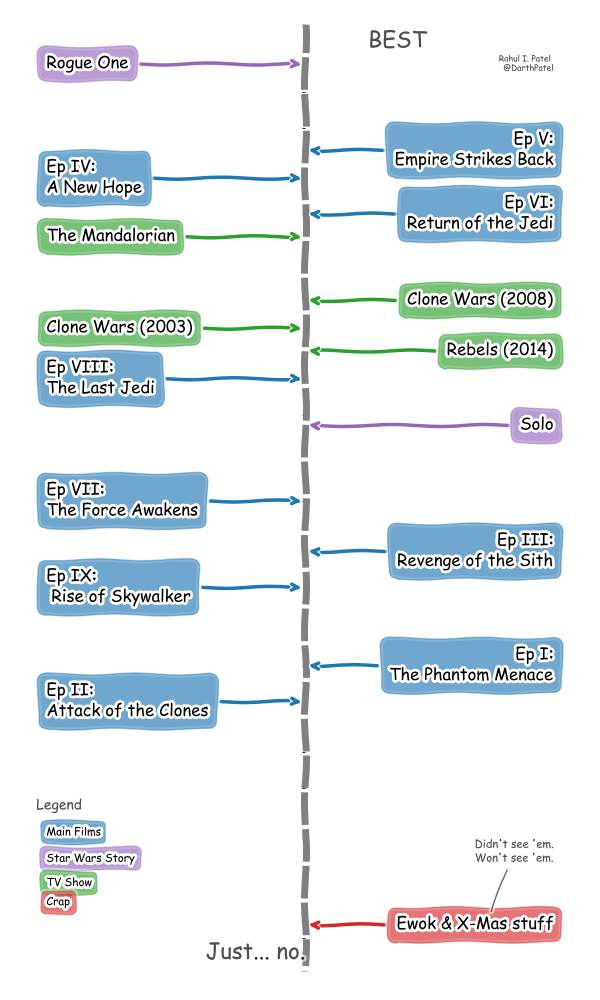 BEST
Rahul I. Patel
@DarthPatel
Rogue One
Ep V:
Empire Strikes Back
Ep IV:
A New Hope
Ep VI:
Return of the Jedi
The Mandalorian
Clone Wars (2008)
Clone Wars (2003)
Rebels (2014)
Ep VIII:
The Last Jedi
Solo
Ep VII:
The Force Awakens
Ep III:
Revenge of the Sith
Ep IX:
Rise of Skywalker
Ep I:
The Phantom Menace
Ep II:
Attack of the Clones
Legend
Main Films
Star Wars Story
TV Show
Crap
Didn't see 'em.
Won't see 'em.
Ewok & X-Mas stuff
Just... no.